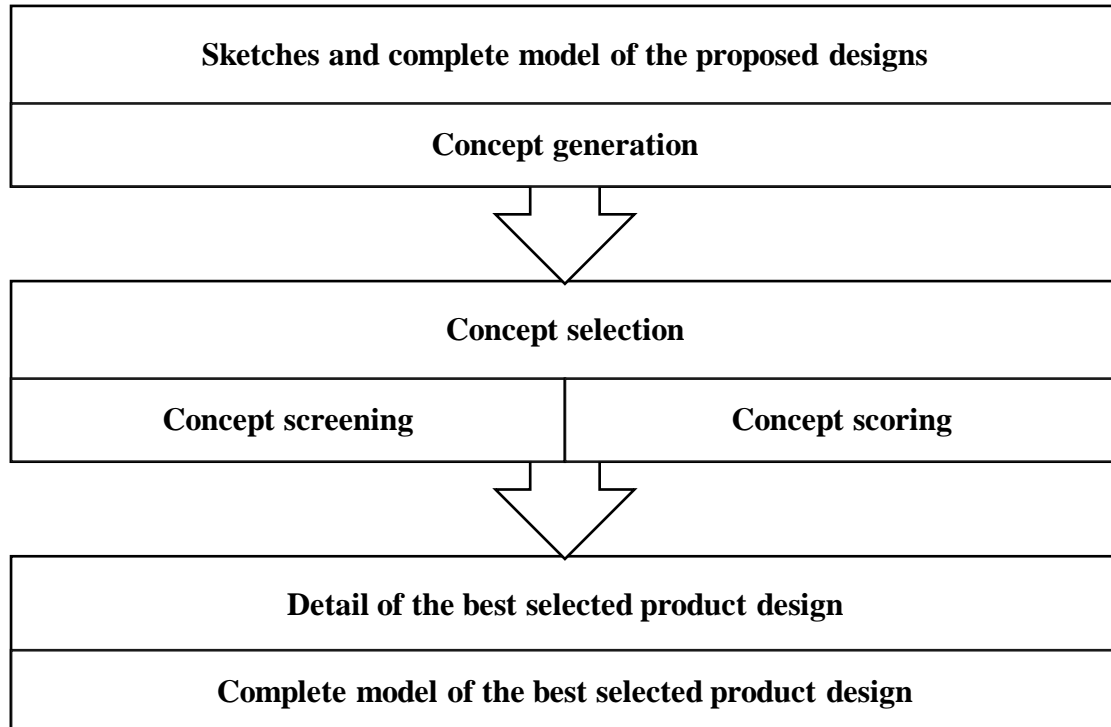 Sketches and complete model of the proposed designs
Concept generation
Concept selection
Concept screening
Concept scoring
Detail of the best selected product design
Complete model of the best selected product design